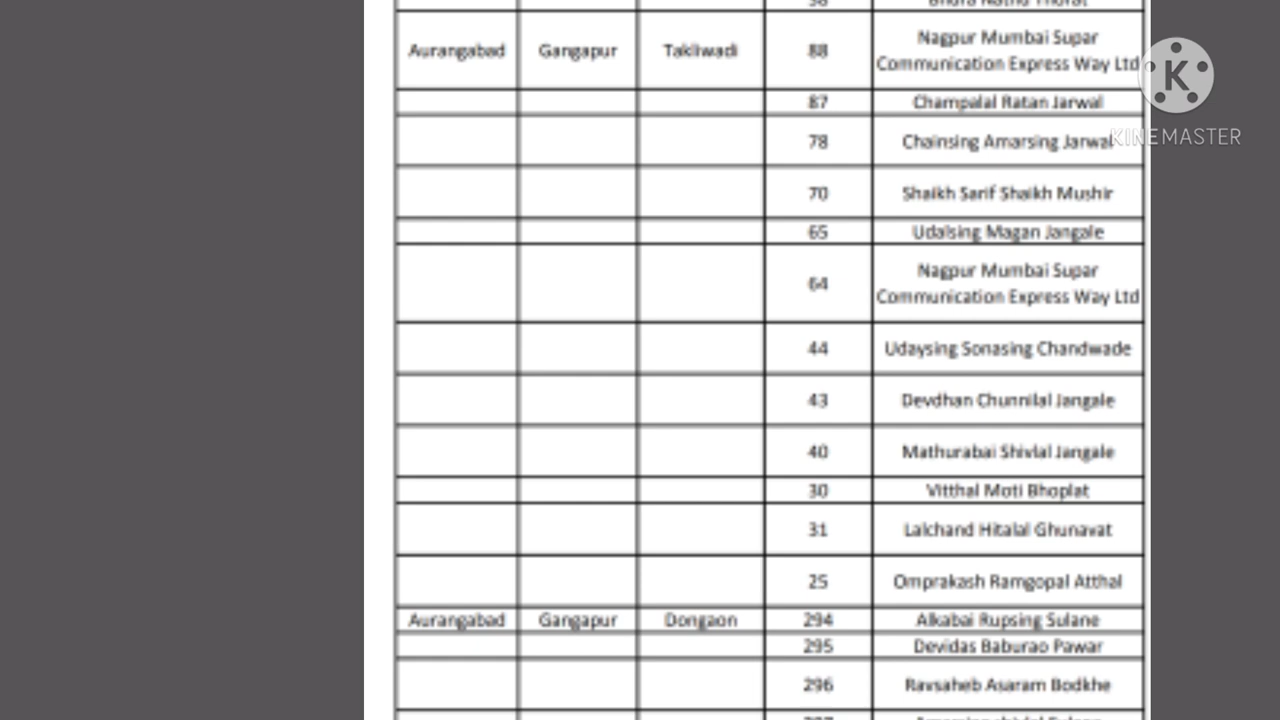 Aurangabad Gangapur Takliwadi 88 Nagpur Mumbai Supar
Communication Express Way Ltd
K
KINEMASTER
87 Champalal Ratan Jarwal
78 Chainsing Amarsing Jarwal
70 Shaikh Sarif Shaikh Mushir
65 Udalsing Magan Jangale
64 Nagpur Mumbai Supar
Communication Express Way Ltd
44 Udaysing Sonasing Chandwade
43 Devdhan Chunnilal Jangale
40 Mathurabai Shivlal Jangale
30 Vitthal Moti Bhoplat
31 Lalchand Hitalal Ghunavat
25 Omprakash Ramgopal Atthal
Aurangabad Gangapur Dongaon 294 Alkabai Rupsing Sulane
295 Devidas Baburao Pawar
296 Ravsaheb Asaram Bodkhe